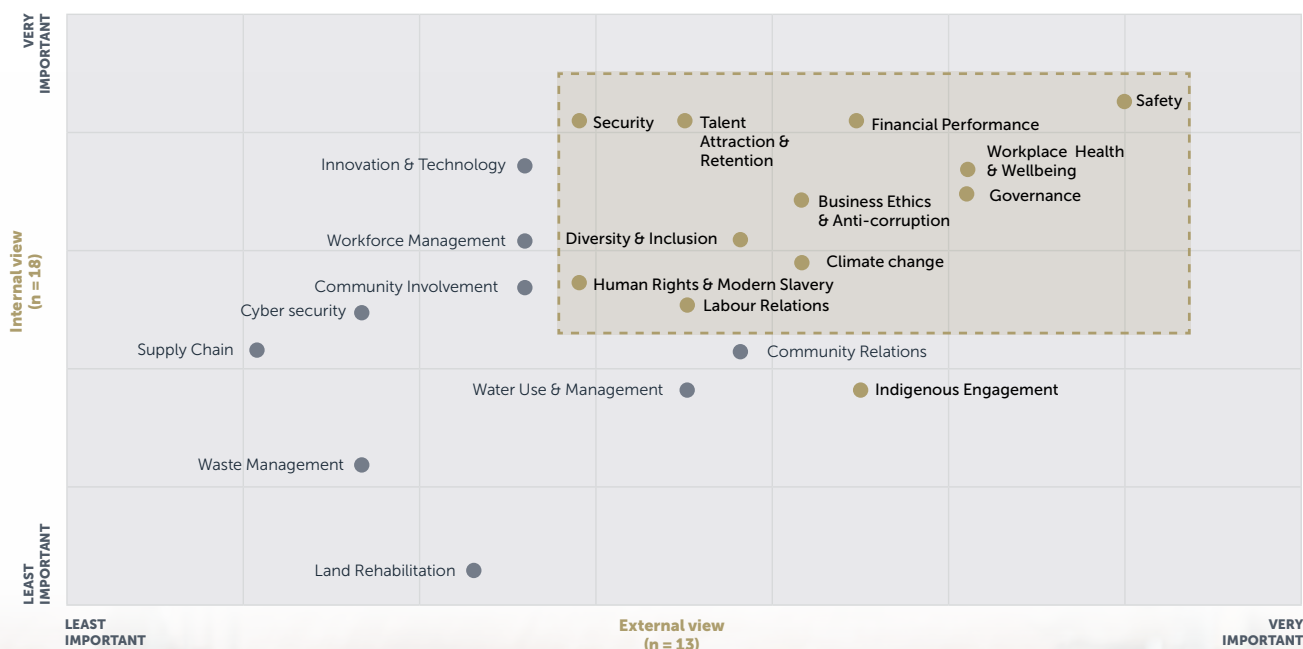 VERY
IMPORTANT
Safety
Security
Talent
Attraction &
Retention
Financial Performance
Innovation & Technology
Workplace Health
& Wellbeing
Governance
Business Ethics
& Anti-corruption
Workforce Management
Diversity & Inclusion
Climate change
Internal view
(n = 18)
Community Involvement
Human Rights & Modern Slavery
Cyber security
Labour Relations
Supply Chain
Community Relations
Water Use & Management
Indigenous Engagement
Waste Management
Land Rehabilitation
LEAST
IMPORTANT
LEAST
IMPORTANT
External view
(n = 13)
VERY
IMPORTANT